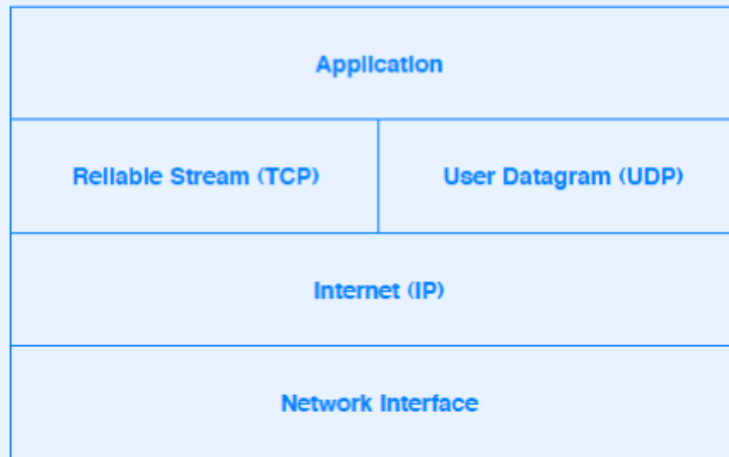 Application
Reliable Stream (TCP)
User Datagram (UDP)
Internet (IP)
Network Interface